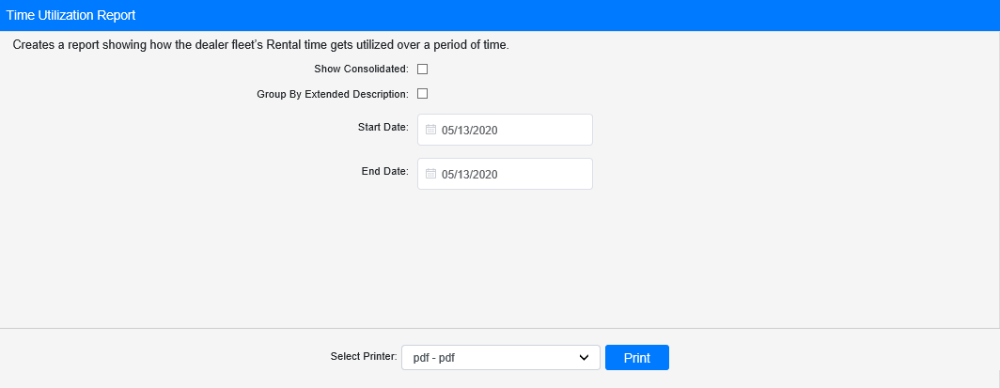 Time Utilization Report
Creates a report showing how the dealer fleet's Rental time gets utilized over a period of time.
Show Consolidated:
Group By Extended Description:
Start Date: 05/13/2020
End Date: 05/13/2020
Select Printer: pdf - pdf Print